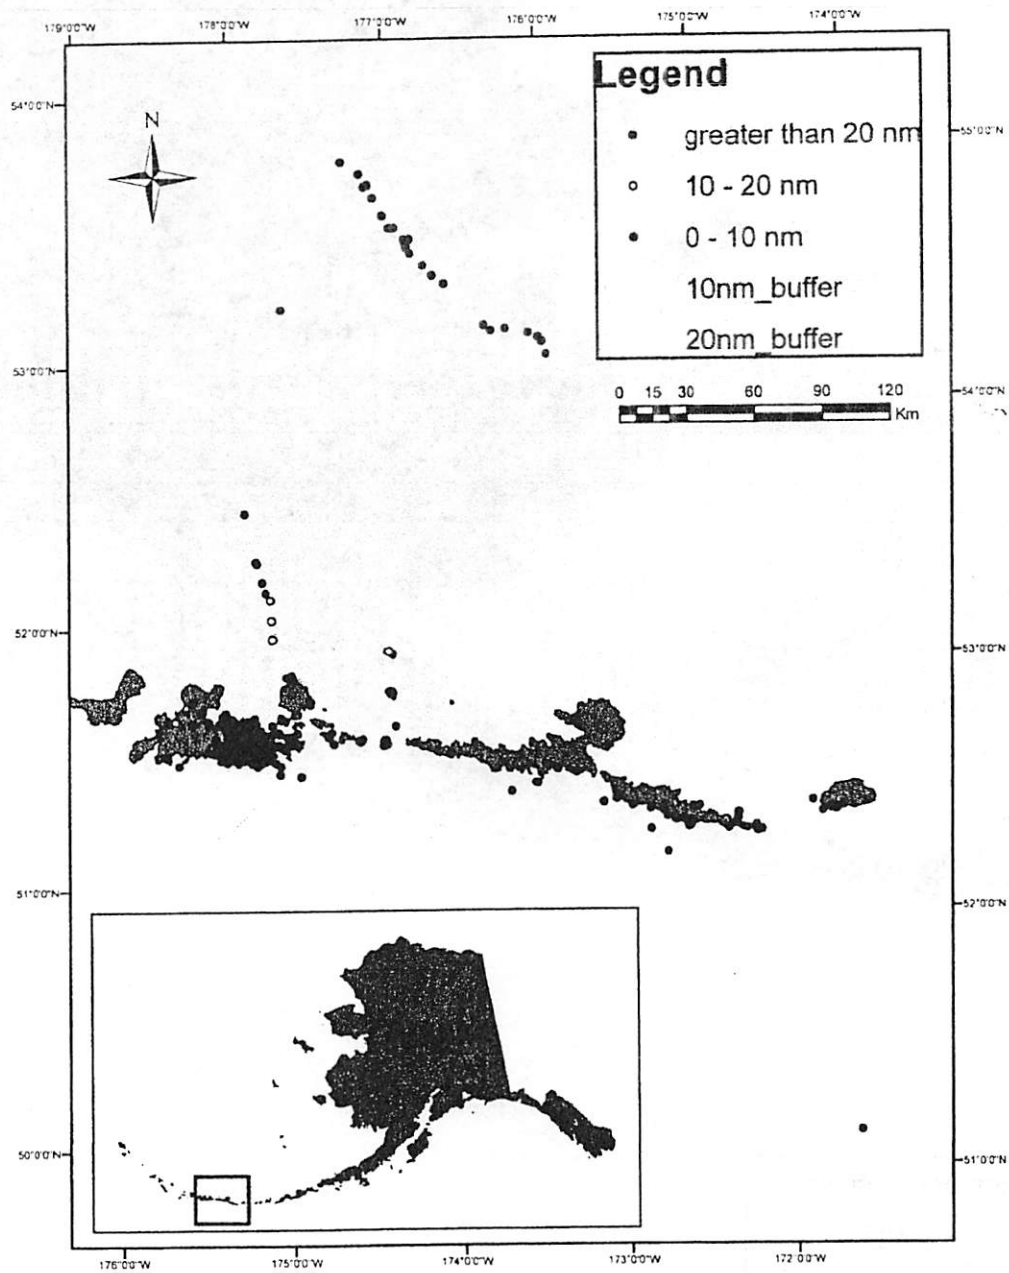 179°0'0"W 178°0'0"W 177°0'0"W 176°0'0"W 175°0'0"W 174°0'0"W
Legend
greater than 20 nm
10 - 20 nm
0 - 10 nm
10nm_buffer
20nm_buffer
N
54°0'0"N
53°0'0"N
52°0'0"N
51°0'0"N
50°0'0"N
55°0'0"N
54°0'0"N
53°0'0"N
52°0'0"N
51°0'0"N
0 15 30 60 90 120
Km
176°0'0"W 175°0'0"W 174°0'0"W 173°0'0"W 172°0'0"W